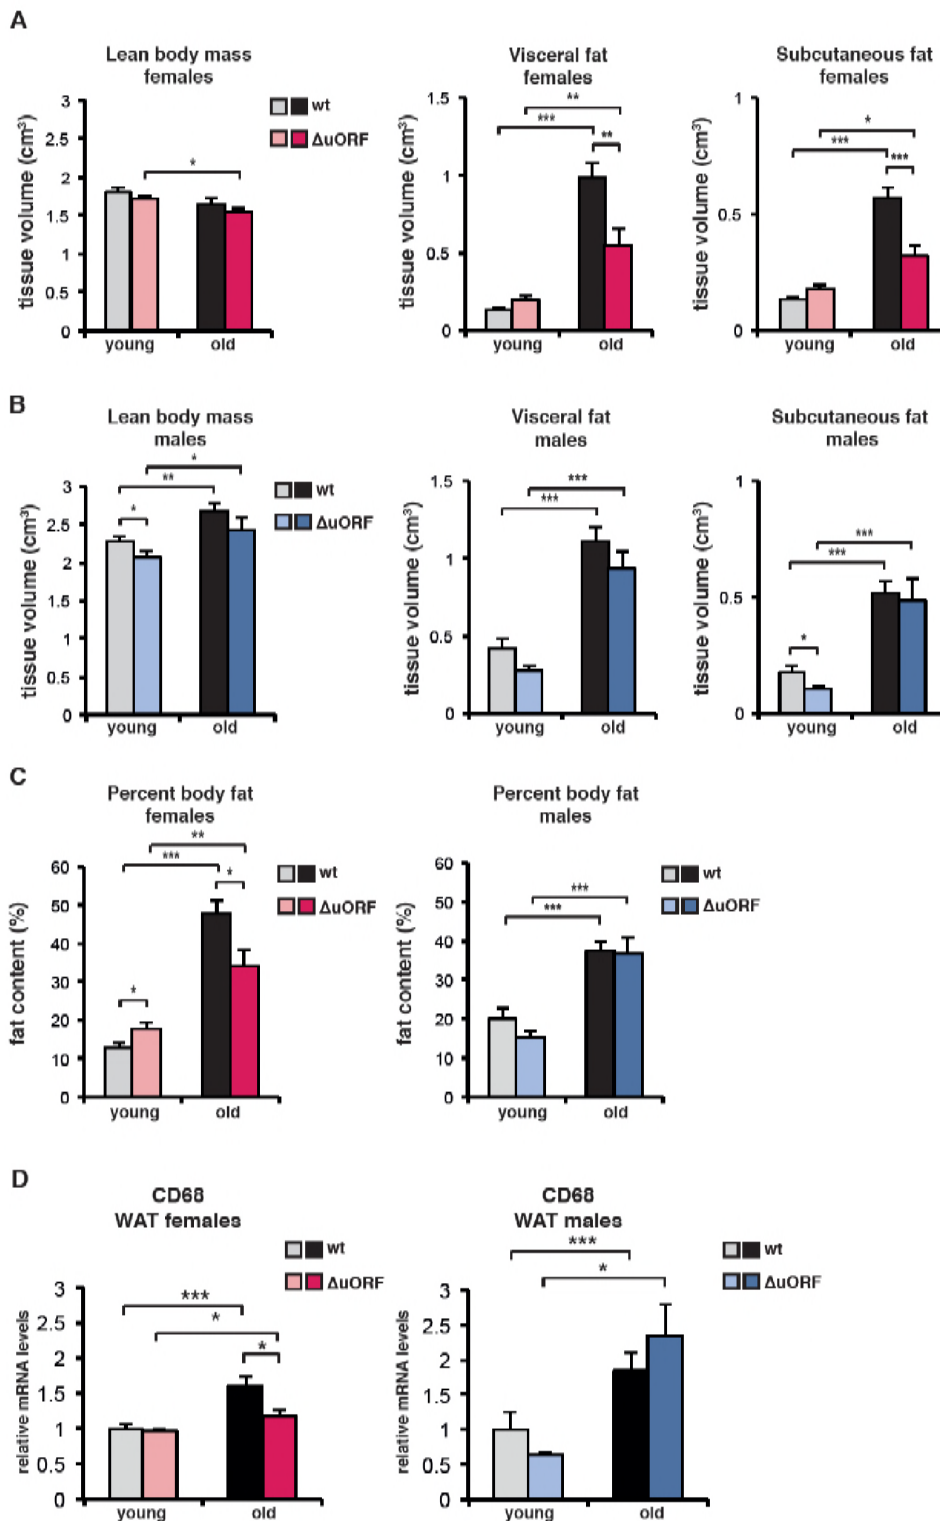 A
Lean body mass
females
Visceral fat
females
Subcutaneous fat
females
tissue volume (cm³)
3
2.5
2
1.5
1
0.5
0
*
wt
ΔuORF
young
old
tissue volume (cm³)
1.5
1
0.5
0
***
**
**
young
old
tissue volume (cm³)
1
0.5
0
***
*
***
young
old
B
Lean body mass
males
Visceral fat
males
Subcutaneous fat
males
tissue volume (cm³)
3
2.5
2
1.5
1
0.5
0
*
**
*
wt
ΔuORF
young
old
tissue volume (cm³)
1.5
1
0.5
0
***
***
young
old
tissue volume (cm³)
1
0.5
0
***
***
*
young
old
C
Percent body fat
females
Percent body fat
males
fat content (%)
60
50
40
30
20
10
0
**
***
*
*
wt
ΔuORF
young
old
fat content (%)
60
50
40
30
20
10
0
***
***
wt
ΔuORF
young
old
D
CD68
WAT females
CD68
WAT males
relative mRNA levels
3
2.5
2
1.5
1
0.5
0
***
*
*
wt
ΔuORF
young
old
relative mRNA levels
3
2.5
2
1.5
1
0.5
0
***
*
wt
ΔuORF
young
old